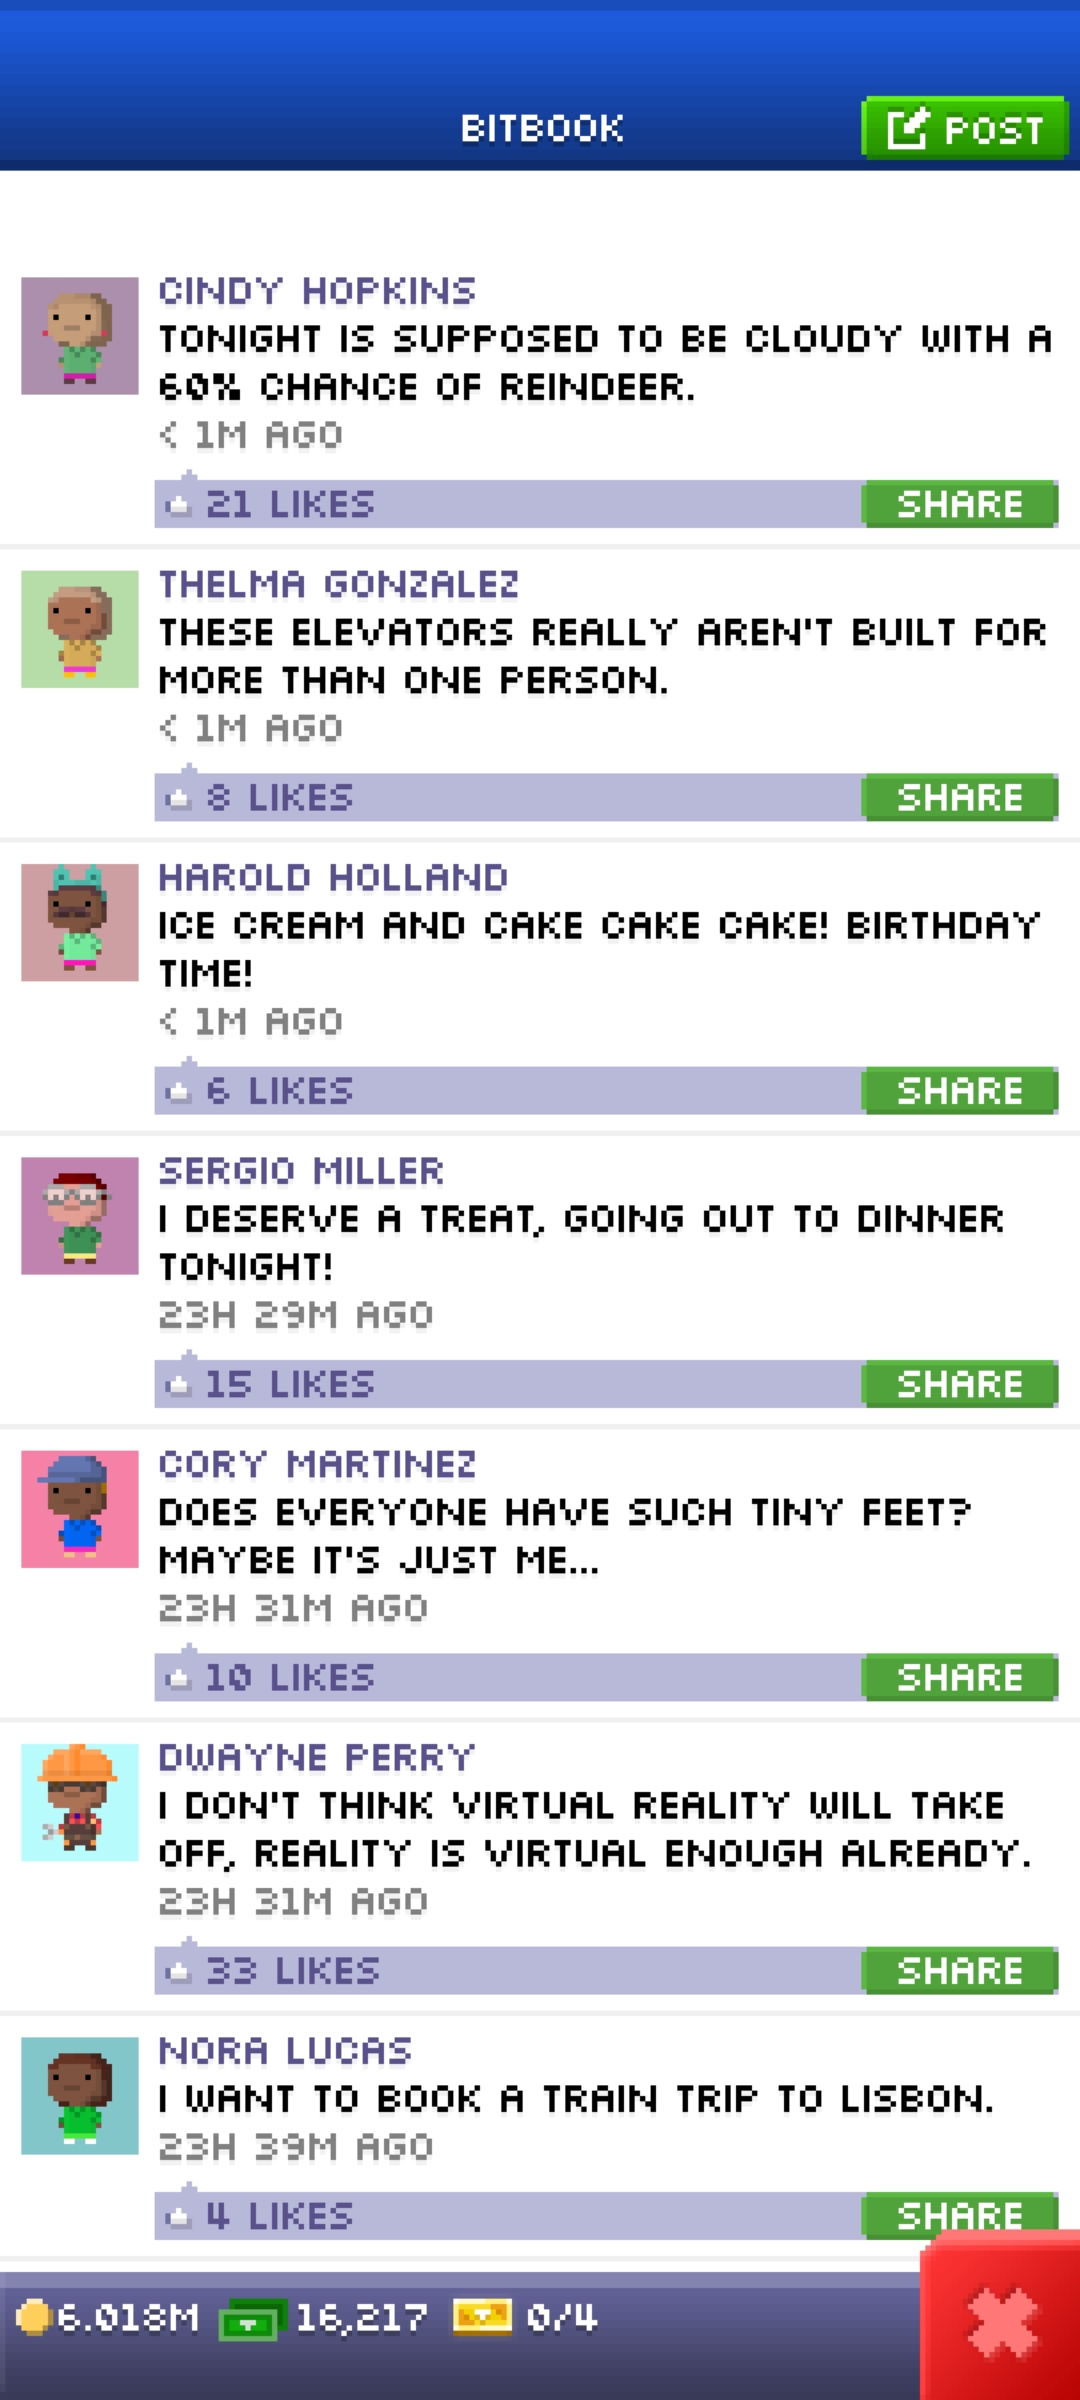 BITBOOK
POST
CINDY HOPKINS
TONIGHT IS SUPPOSED TO BE CLOUDY WITH A
60% CHANCE OF REINDEER.
< 1M AGO
21 LIKES
SHARE
THELMA GONZALEZ
THESE ELEVATORS REALLY AREN'T BUILT FOR
MORE THAN ONE PERSON.
< 1M AGO
8 LIKES
SHARE
HAROLD HOLLAND
ICE CREAM AND CAKE CAKE CAKE! BIRTHDAY
TIME!
< 1M AGO
6 LIKES
SHARE
SERGIO MILLER
I DESERVE A TREAT, GOING OUT TO DINNER
TONIGHT!
23H 29M AGO
15 LIKES
SHARE
CORY MARTINEZ
DOES EVERYONE HAVE SUCH TINY FEET?
MAYBE IT'S JUST ME...
23H 31M AGO
10 LIKES
SHARE
DWAYNE PERRY
I DON'T THINK VIRTUAL REALITY WILL TAKE
OFF, REALITY IS VIRTUAL ENOUGH ALREADY.
23H 31M AGO
33 LIKES
SHARE
NORA LUCAS
I WANT TO BOOK A TRAIN TRIP TO LISBON.
23H 39M AGO
4 LIKES
SHARE
6.018M 16,217 0/4